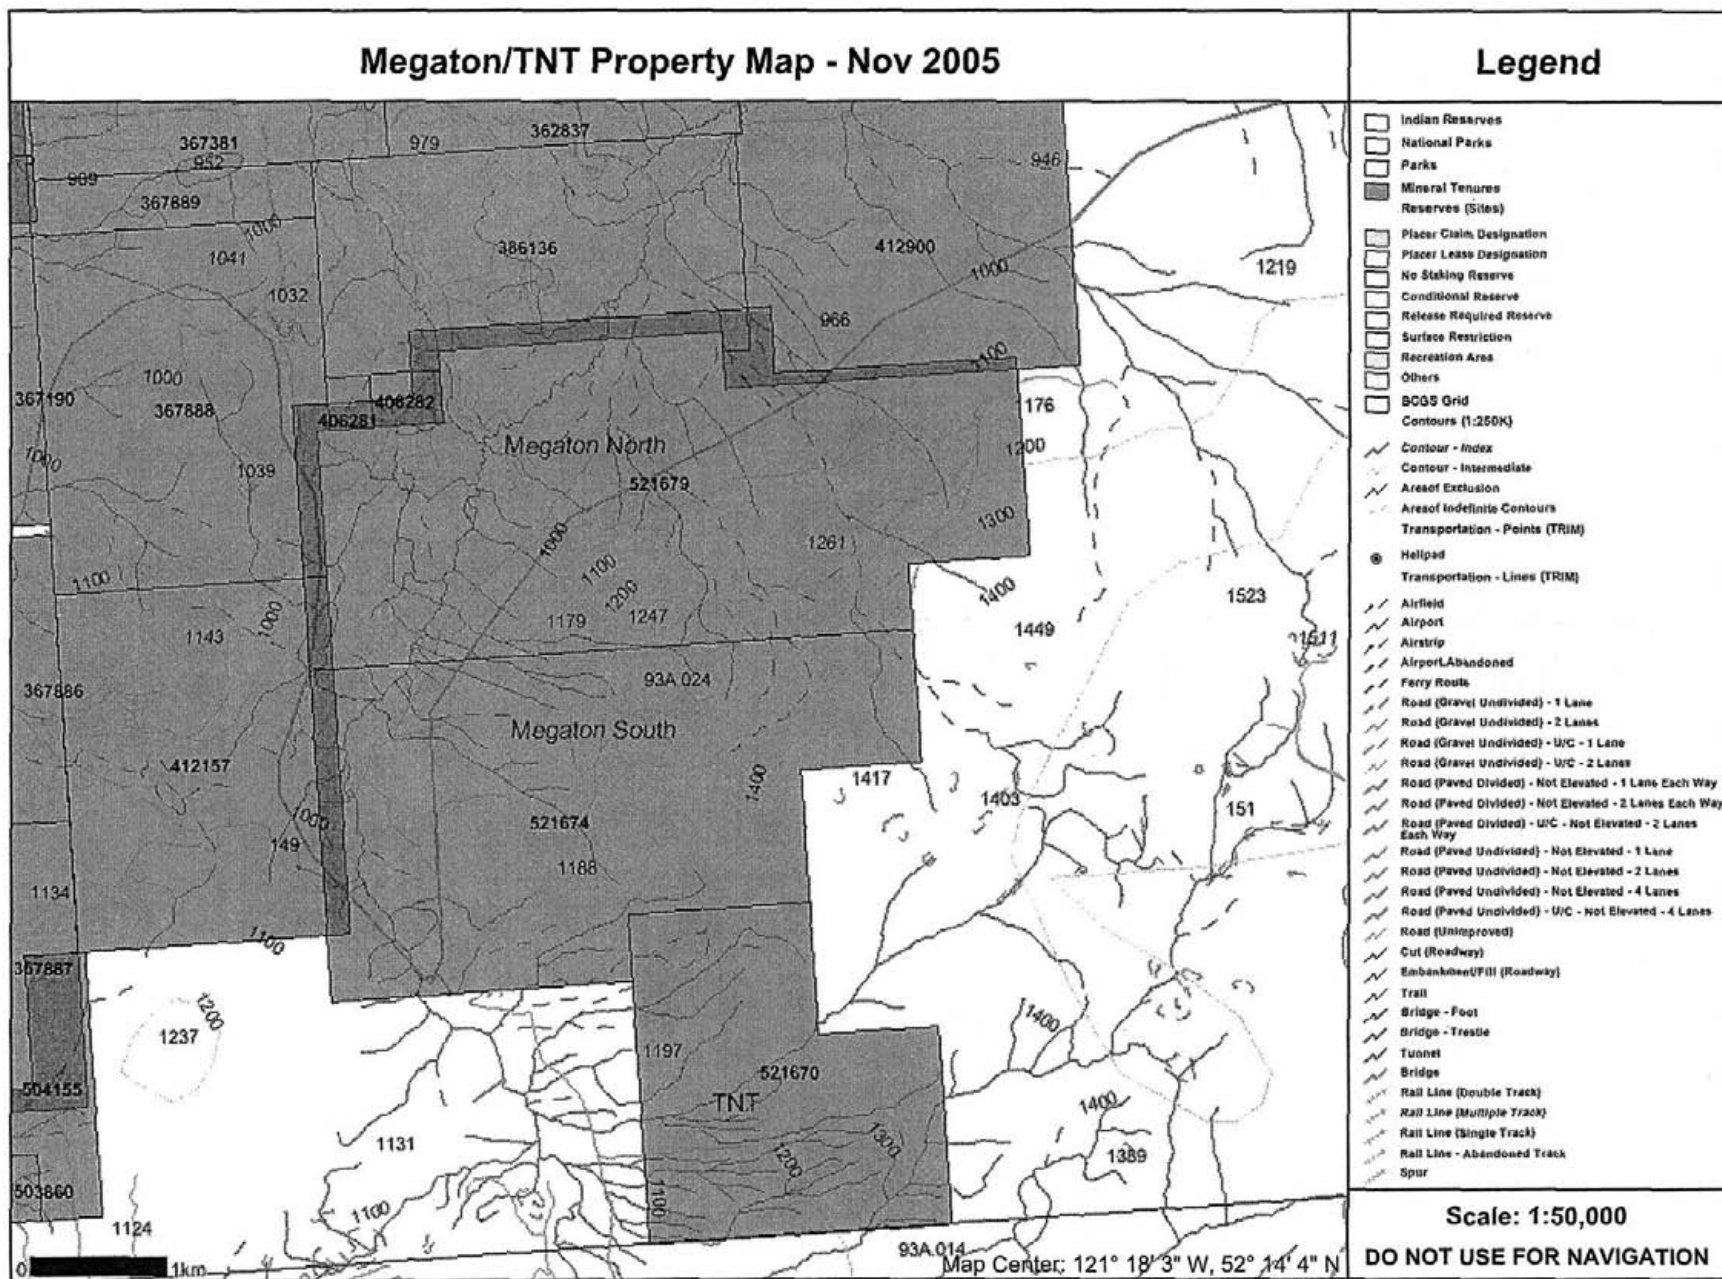 Megaton/TNT Property Map - Nov 2005
367381
362837
979
952
989
946
367889
1000
386136
412900
1041
1000
1219
1032
966
1100
1000
367190
367888
408282
406281
176
Megaton North
1200
1000
1039
521679
1300
1000
1261
1100
1100
1200
1400
1523
1000
1143
1179
1247
1449
1511
367886
93A.024
Megaton South
412157
1400
1417
1403
151
1000
521674
149
1188
1134
1100
367887
1200
1237
1400
1197
521670
504155
TNT
1400
1131
1300
1200
1389
503860
1100
1100
1124
93A.014
0
1km
Map Center: 121° 18' 3" W, 52° 14' 4" N
Legend
Indian Reserves
National Parks
Parks
Mineral Tenures
Reserves (Sites)
Placer Claim Designation
Placer Lease Designation
No Staking Reserve
Conditional Reserve
Release Required Reserve
Surface Restriction
Recreation Area
Others
BCGS Grid
Contours (1:250K)
Contour - Index
Contour - Intermediate
Areaof Exclusion
Areaof Indefinite Contours
Transportation - Points (TRIM)
Helipad
Transportation - Lines (TRIM)
Airfield
Airport
Airstrip
Airport.Abandoned
Ferry Route
Road (Gravel Undivided) - 1 Lane
Road (Gravel Undivided) - 2 Lanes
Road (Gravel Undivided) - U/C - 1 Lane
Road (Gravel Undivided) - U/C - 2 Lanes
Road (Paved Divided) - Not Elevated - 1 Lane Each Way
Road (Paved Divided) - Not Elevated - 2 Lanes Each Way
Road (Paved Divided) - U/C - Not Elevated - 2 Lanes
Each Way
Road (Paved Undivided) - Not Elevated - 1 Lane
Road (Paved Undivided) - Not Elevated - 2 Lanes
Road (Paved Undivided) - Not Elevated - 4 Lanes
Road (Paved Undivided) - U/C - Not Elevated - 4 Lanes
Road (Unimproved)
Cut (Roadway)
Embankment/Fill (Roadway)
Trail
Bridge - Foot
Bridge - Trestle
Tunnel
Bridge
Rail Line (Double Track)
Rail Line (Multiple Track)
Rail Line (Single Track)
Rail Line - Abandoned Track
Spur
Scale: 1:50,000
DO NOT USE FOR NAVIGATION